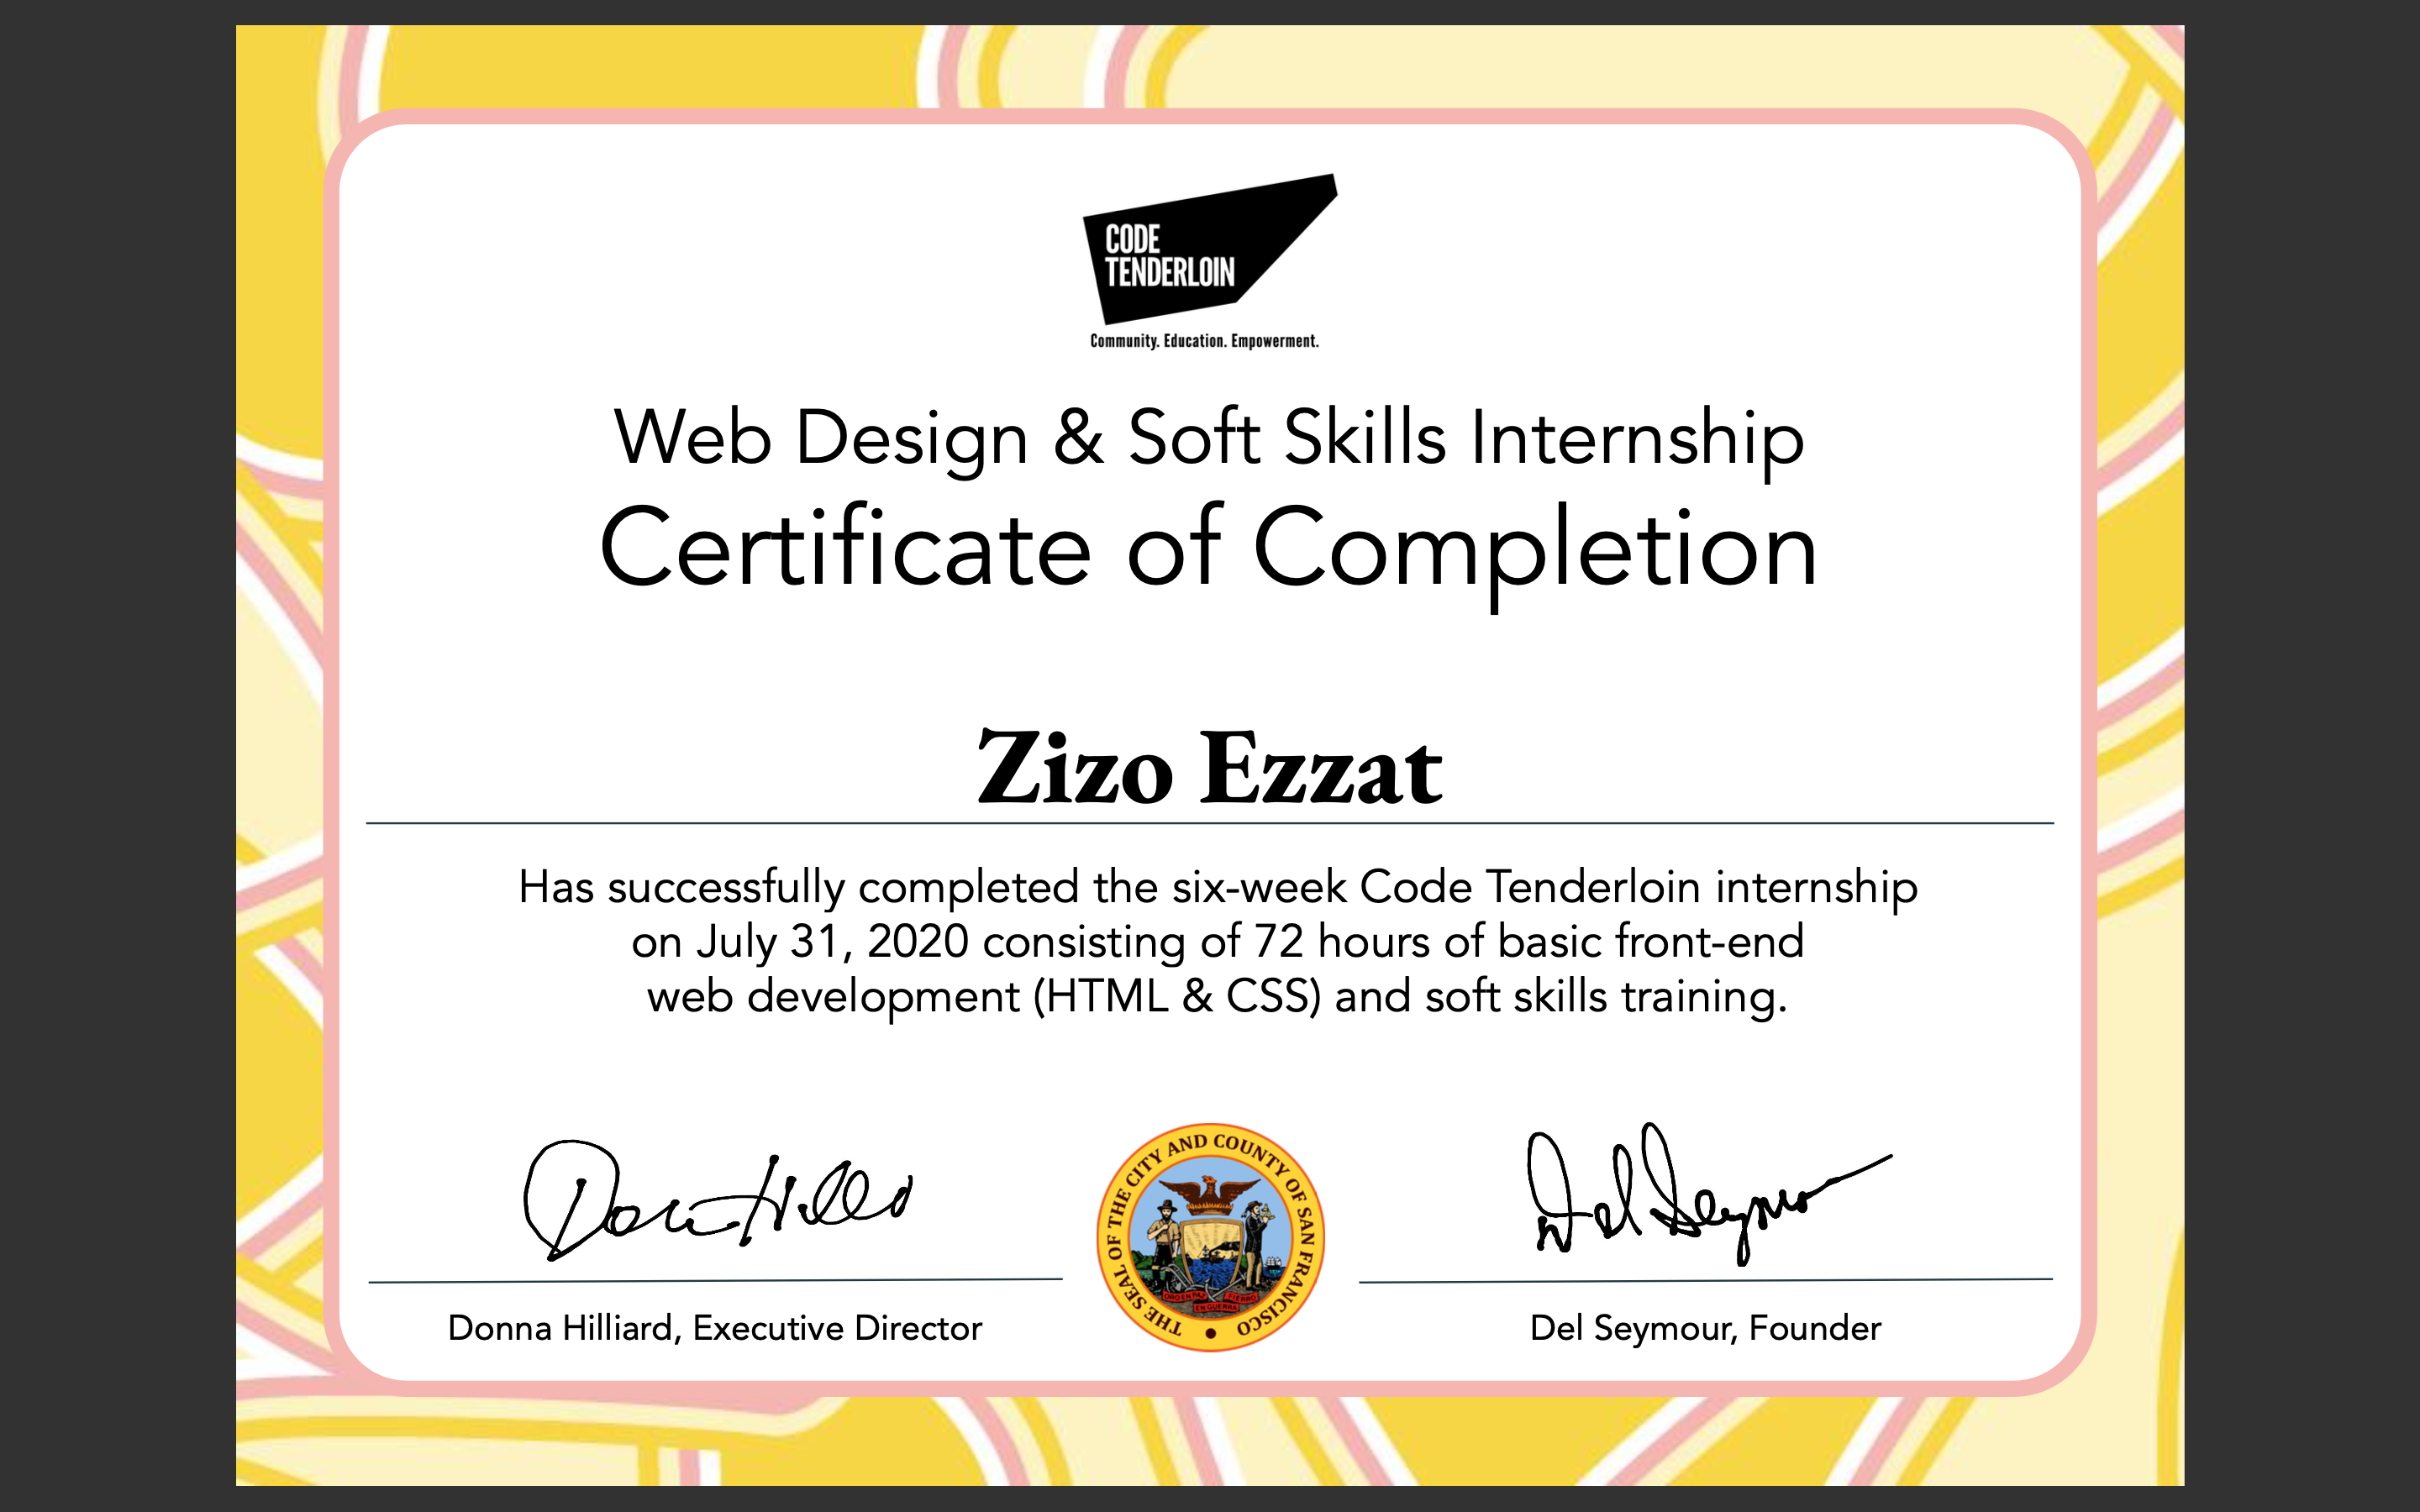 CODE
TENDERLOIN
Community. Education. Empowerment.
Web Design & Soft Skills Internship
Certificate of Completion
Zizo Ezzat
Has successfully completed the six-week Code Tenderloin internship
on July 31, 2020 consisting of 72 hours of basic front-end
web development (HTML & CSS) and soft skills training.
THE SEAL OF THE CITY AND COUNTY OF SAN FRANCISCO
ORO EN PAZ FIERRO
EN GUERRA
Donna Hilliard, Executive Director
Del Seymour, Founder